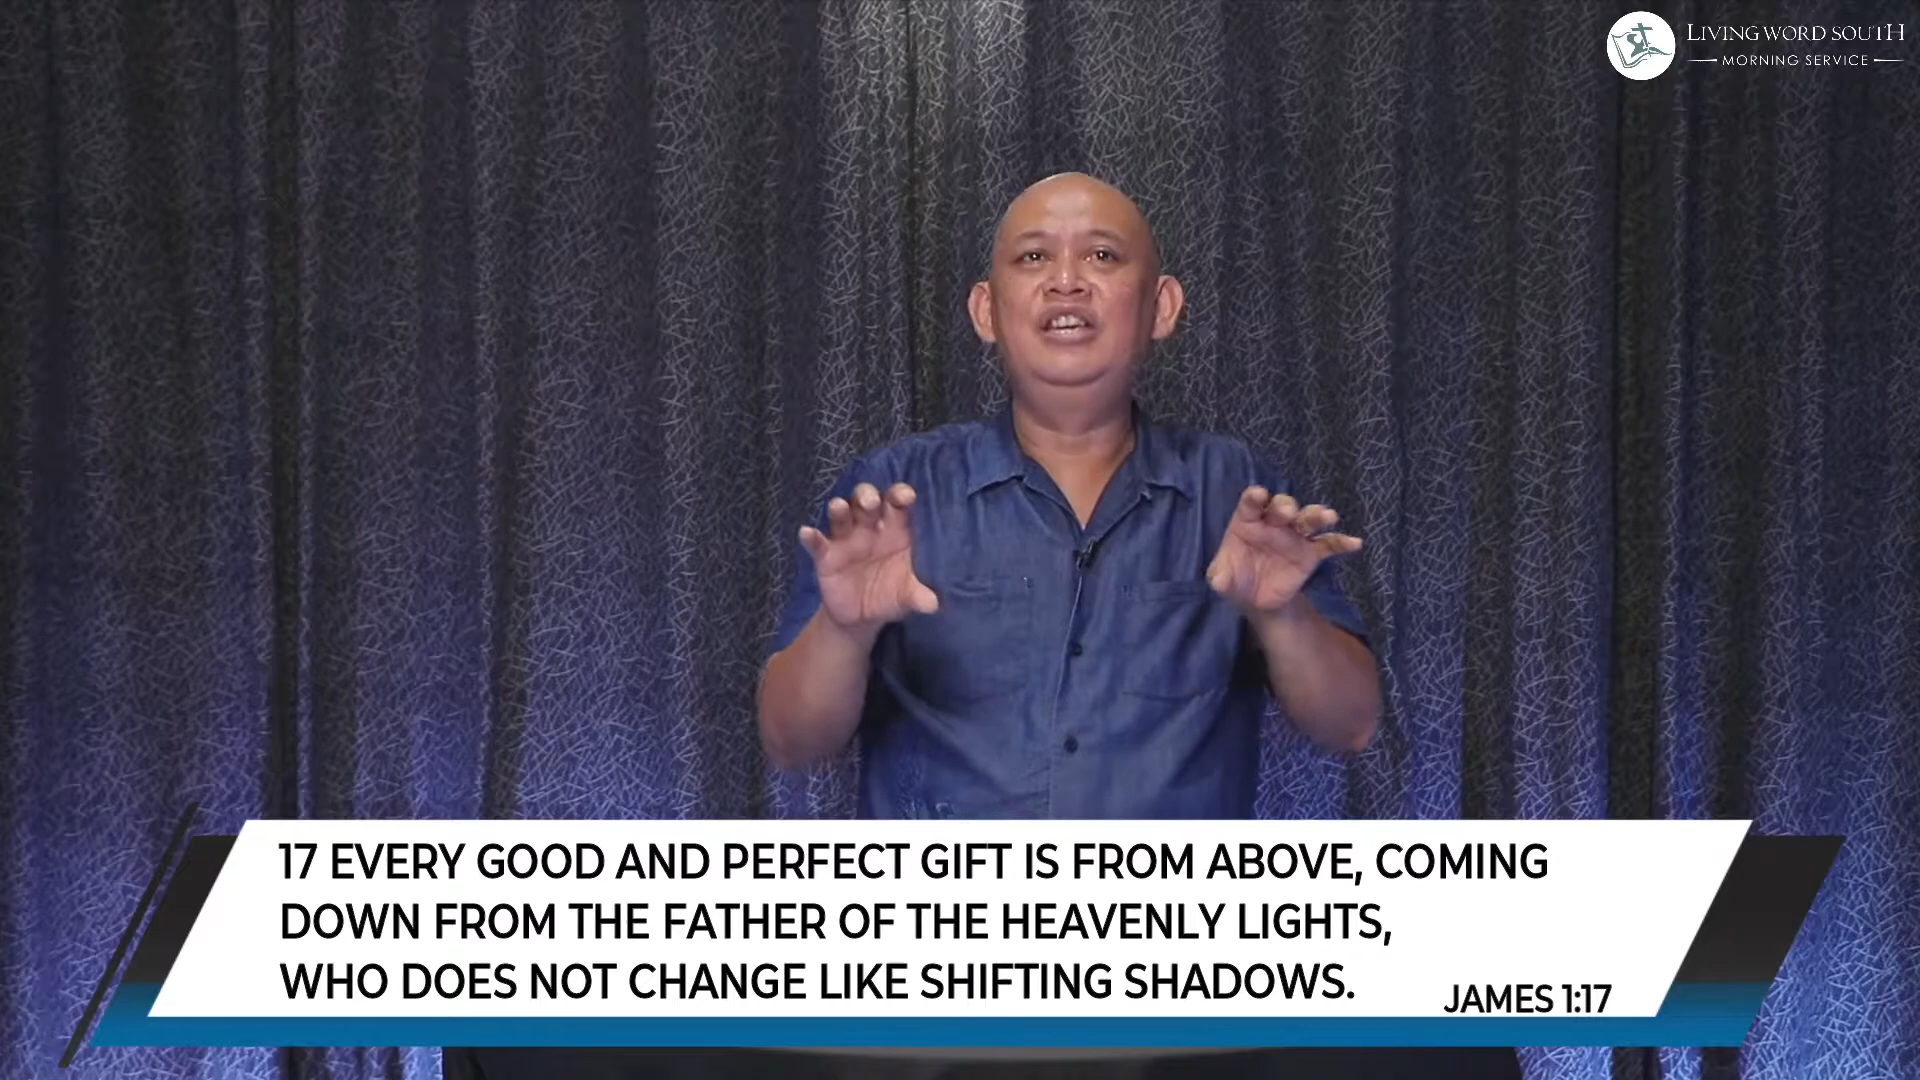 LIVING WORD SOUTH
MORNING SERVICE
17 EVERY GOOD AND PERFECT GIFT IS FROM ABOVE, COMING
DOWN FROM THE FATHER OF THE HEAVENLY LIGHTS,
WHO DOES NOT CHANGE LIKE SHIFTING SHADOWS.
JAMES 1:17